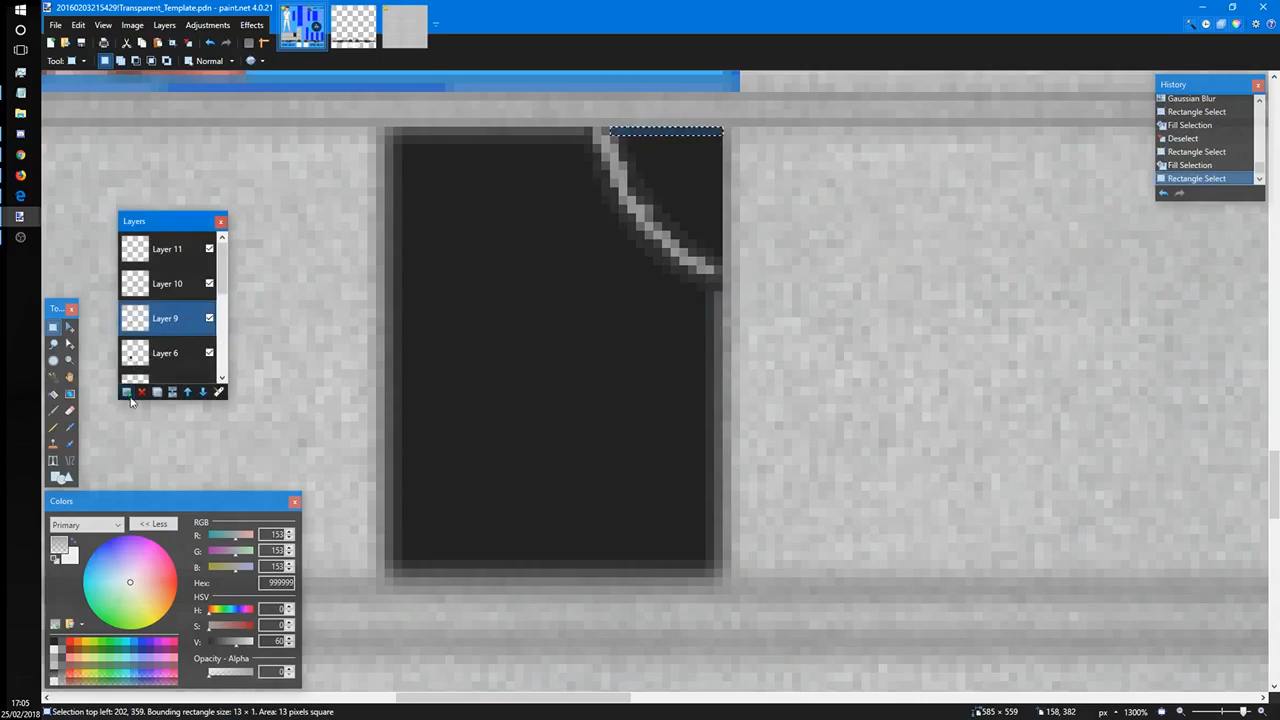 20160203215429!Transparent_Template.pdn - paint.net 4.0.21
File Edit View Image Layers Adjustments Effects
Tool:
Normal
History
Gaussian Blur
Rectangle Select
Fill Selection
Deselect
Rectangle Select
Fill Selection
Rectangle Select
Layers
Layer 11
Layer 10
Layer 9
Layer 6
To...
Colors
Primary
<< Less
RGB
R: 153
G: 153
B: 153
Hex: 999999
HSV
H: 0
S: 0
V: 60
Opacity - Alpha
0
17:05
25/02/2018
Selection top left: 202, 359. Bounding rectangle size: 13 × 1. Area: 13 pixels square
585 × 559
158, 382
px
1300%